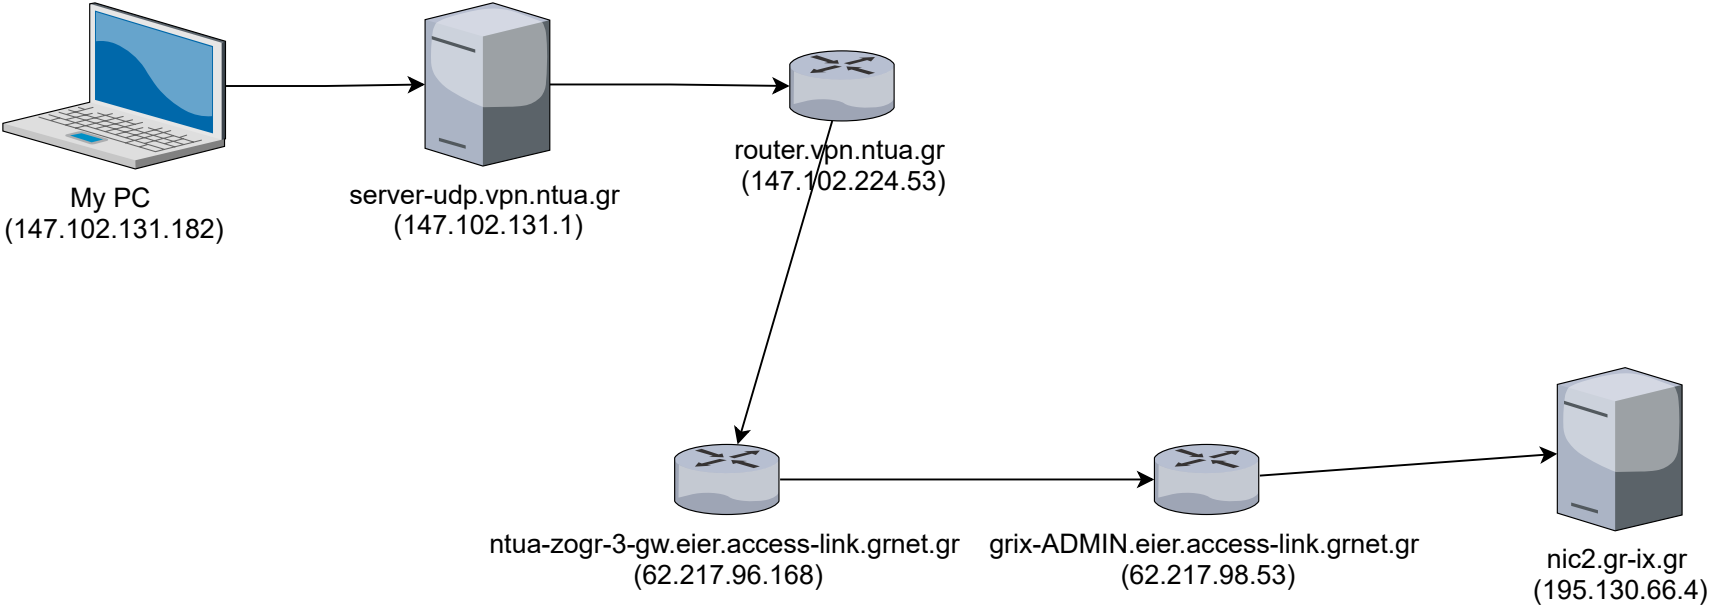 My PC
(147.102.131.182)
server-udp.vpn.ntua.gr
(147.102.131.1)
router.vpn.ntua.gr
(147.102.224.53)
ntua-zogr-3-gw.eier.access-link.grnet.gr
(62.217.96.168)
grix-ADMIN.eier.access-link.grnet.gr
(62.217.98.53)
nic2.gr-ix.gr
(195.130.66.4)